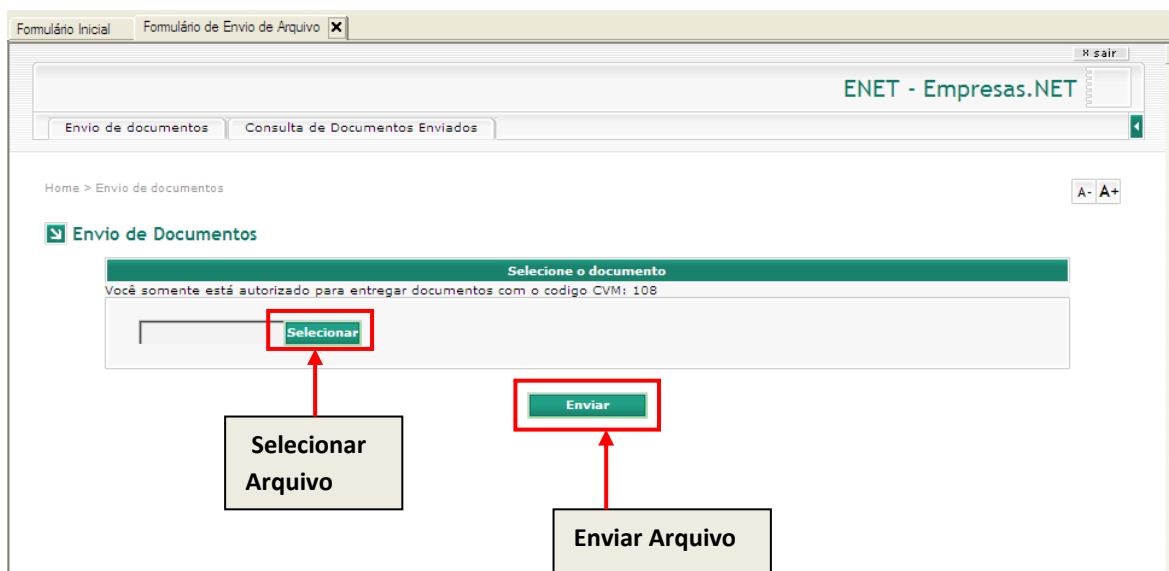 Formulário Inicial
Formulário de Envio de Arquivo
sair
ENET - Empresas.NET
Envio de documentos
Consulta de Documentos Enviados
Home > Envio de documentos
A- A+
Envio de Documentos
Selecione o documento
Você somente está autorizado para entregar documentos com o codigo CVM: 108
Selecionar
Enviar
Selecionar
Arquivo
Enviar Arquivo